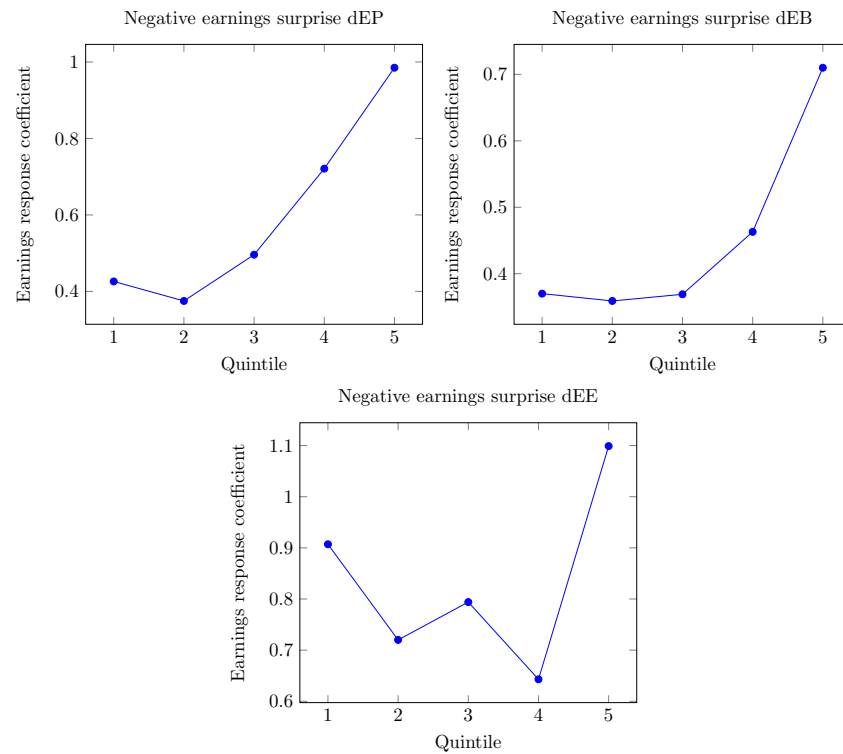 Negative earnings surprise dEP
1
0.8
0.6
0.4
Earnings response coefficient
1 2 3 4 5
Quintile
Negative earnings surprise dEB
0.7
0.6
0.5
0.4
Earnings response coefficient
1 2 3 4 5
Quintile
Negative earnings surprise dEE
1.1
1
0.9
0.8
0.7
0.6
Earnings response coefficient
1 2 3 4 5
Quintile